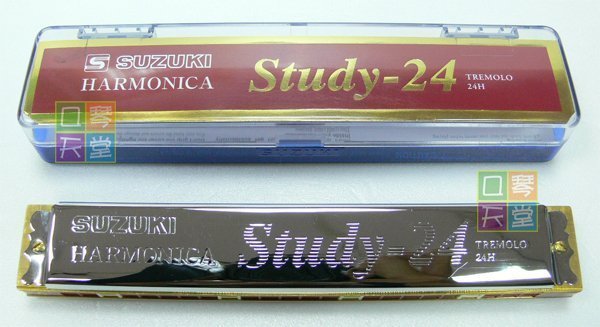 SUZUKI
HARMONICA
Study-24
TREMOLO
24H
口琴
天堂
SUZUKI
口琴
天堂
SUZUKI
HARMONICA
Study-24
TREMOLO
24H